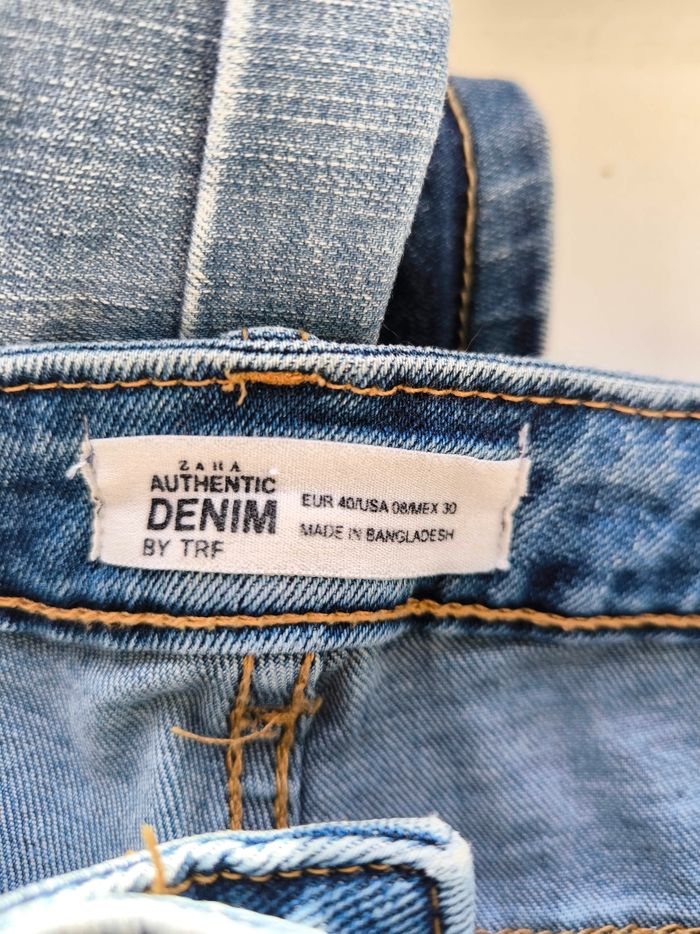 ZARA
AUTHENTIC
DENIM
BY TRF
EUR 40/USA 08/MEX 30
MADE IN BANGLADESH